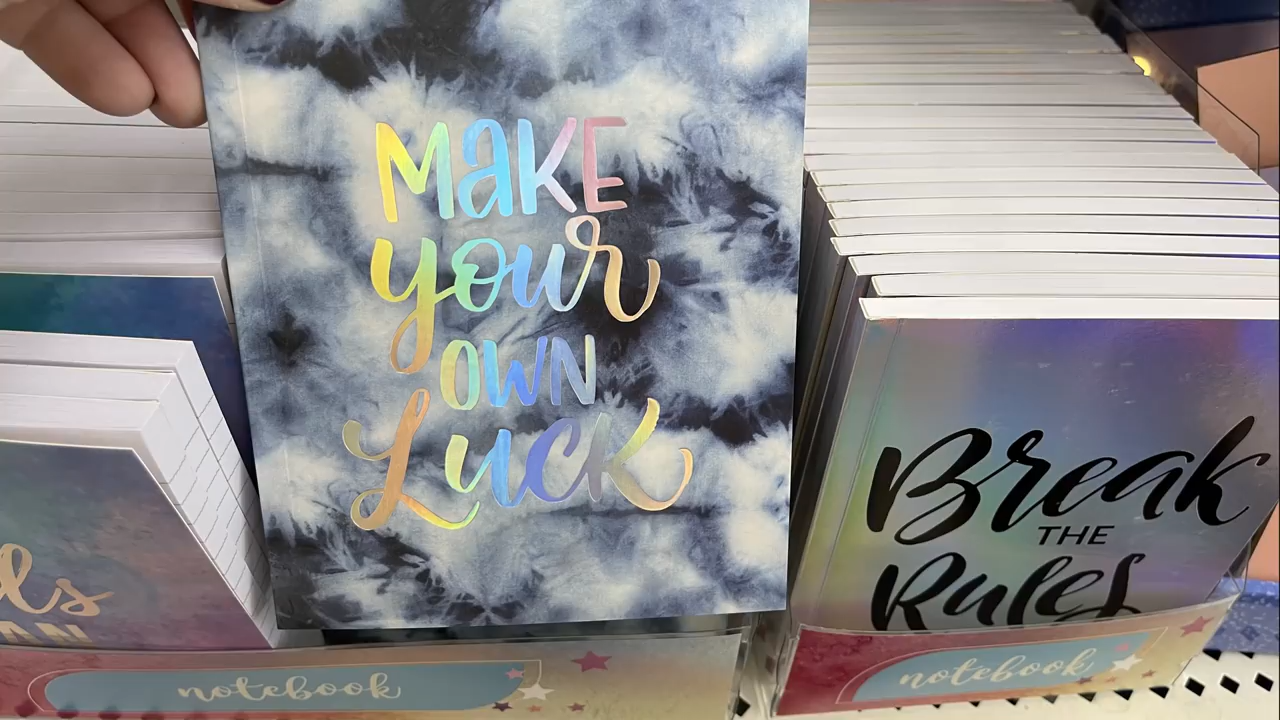 MaKE
your
OWN
Luck
Break
THE
Rules
notebook
notebook